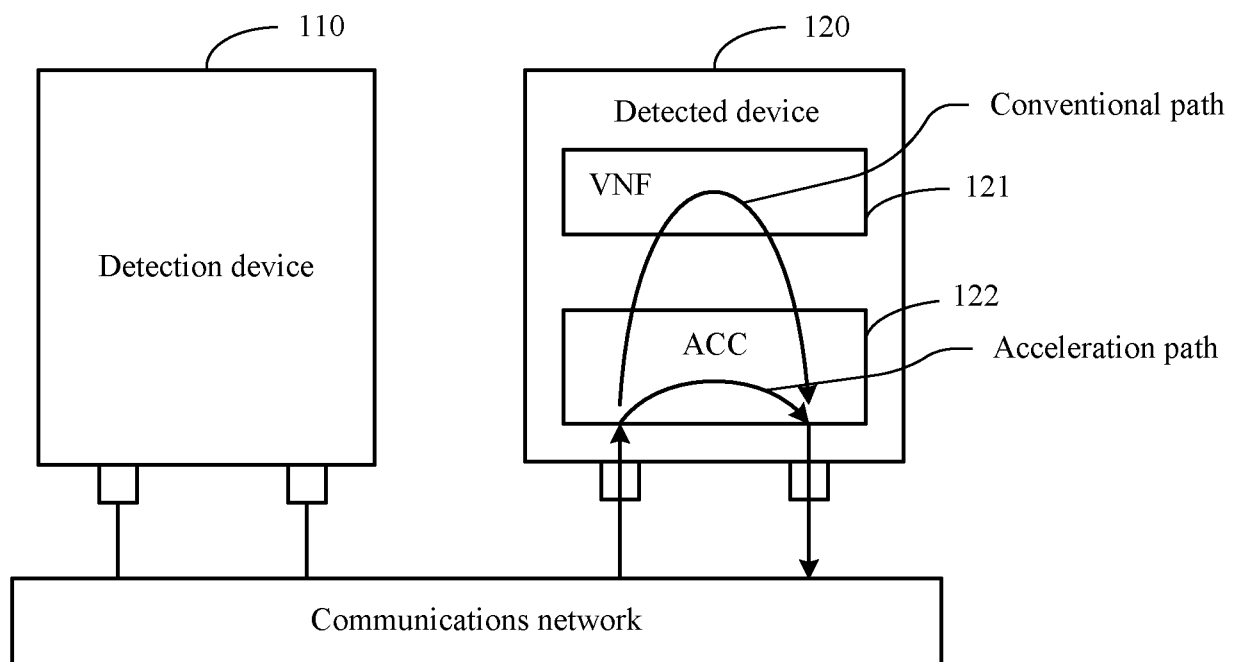 110
120
Detected device
Conventional path
VNF
121
Detection device
122
ACC
Acceleration path
Communications network